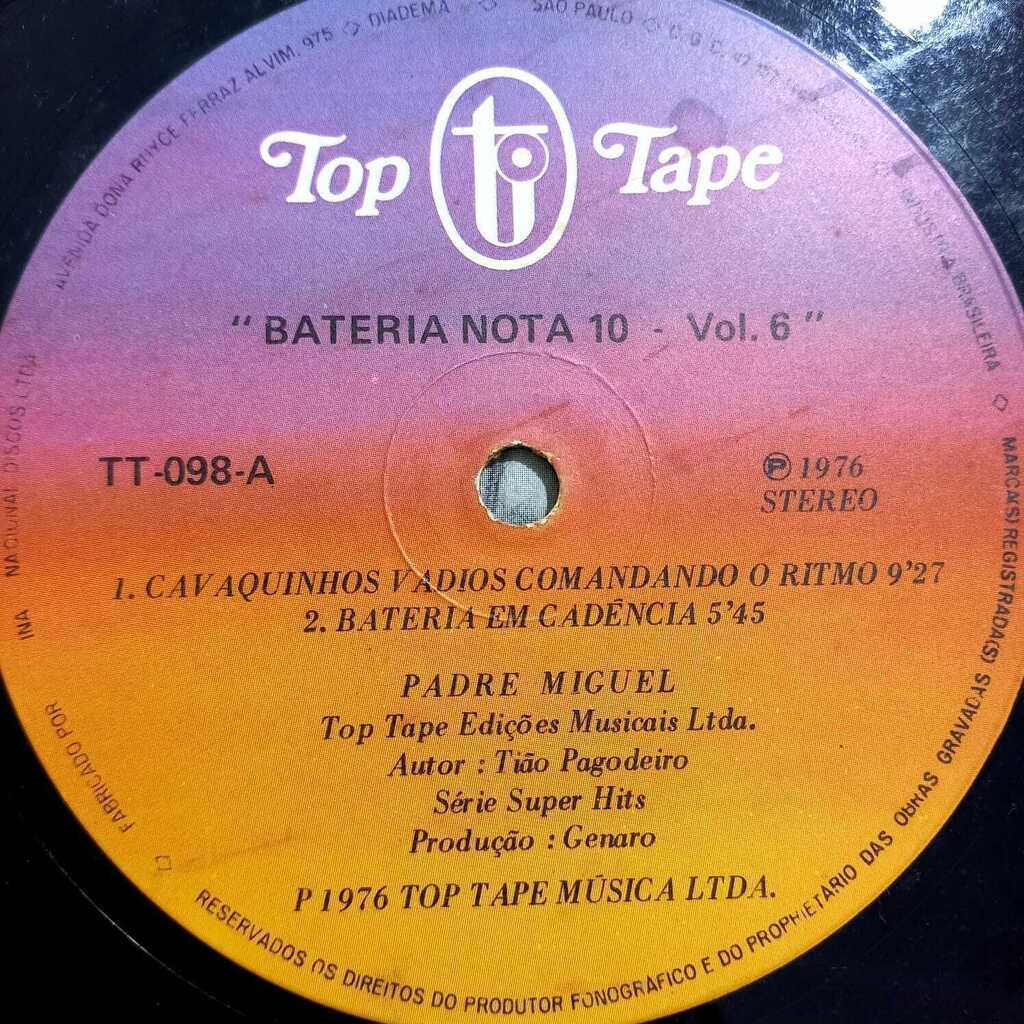 Top Tape
"BATERIA NOTA 10 - Vol. 6"
TT-098-A
℗ 1976
STEREO
1. CAVAQUINHOS VADIOS COMANDANDO O RITMO 9'27
2. BATERIA EM CADÊNCIA 5'45
PADRE MIGUEL
Top Tape Edições Musicais Ltda.
Autor : Tião Pagodeiro
Série Super Hits
Produção : Genaro
P 1976 TOP TAPE MÚSICA LTDA.
FABRICADO POR INA NACIONAL DISCOS LTDA
AVENIDA DONA FERRAZ ALVIM, 975 ◇ DIADEMA ◇ SÃO PAULO ◇ C G C 47
INDÚSTRIA BRASILEIRA ◇ MARCA(S) REGISTRADA(S)
RESERVADOS OS DIREITOS DO PRODUTOR FONOGRÁFICO E DO PROPRIETÁRIO DAS OBRAS GRAVADAS